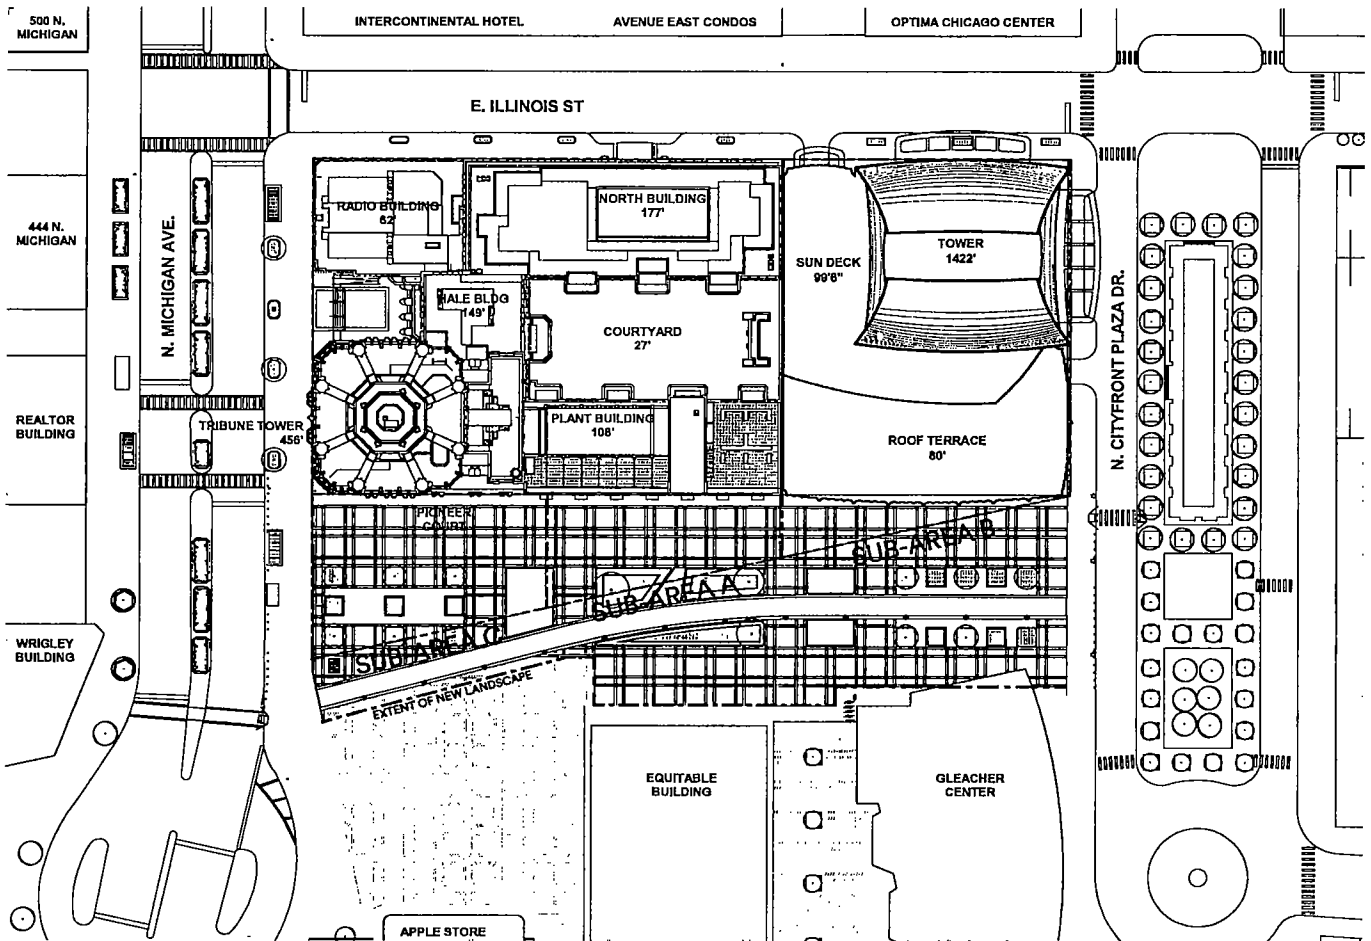 500 N,
MICHIGAN
INTERCONTINENTAL HOTEL
AVENUE EAST CONDOS
OPTIMA CHICAGO CENTER
E. ILLINOIS ST
444 N.
MICHIGAN
N. MICHIGAN AVE.
RADIO BUILDING
62'
NORTH BUILDING
177'
SUN DECK
99'6"
TOWER
1422'
HALE BLDG
149'
COURTYARD
27'
N. CITYFRONT PLAZA DR.
REALTOR
BUILDING
TRIBUNE TOWER
456'
PLANT BUILDING
108'
ROOF TERRACE
80'
PIONEER
COURT
SUB-AREA B
SUB-AREA A
SUB-AREA C
WRIGLEY
BUILDING
EXTENT OF NEW LANDSCAPE
EQUITABLE
BUILDING
GLEACHER
CENTER
APPLE STORE